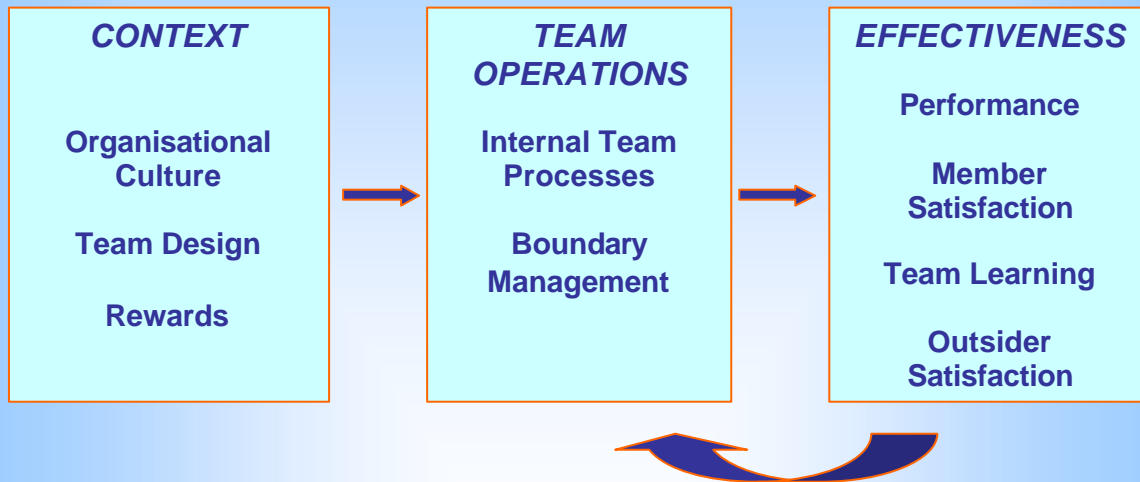 CONTEXT
Organisational
Culture
Team Design
Rewards
TEAM
OPERATIONS
Internal Team
Processes
Boundary
Management
EFFECTIVENESS
Performance
Member
Satisfaction
Team Learning
Outsider
Satisfaction